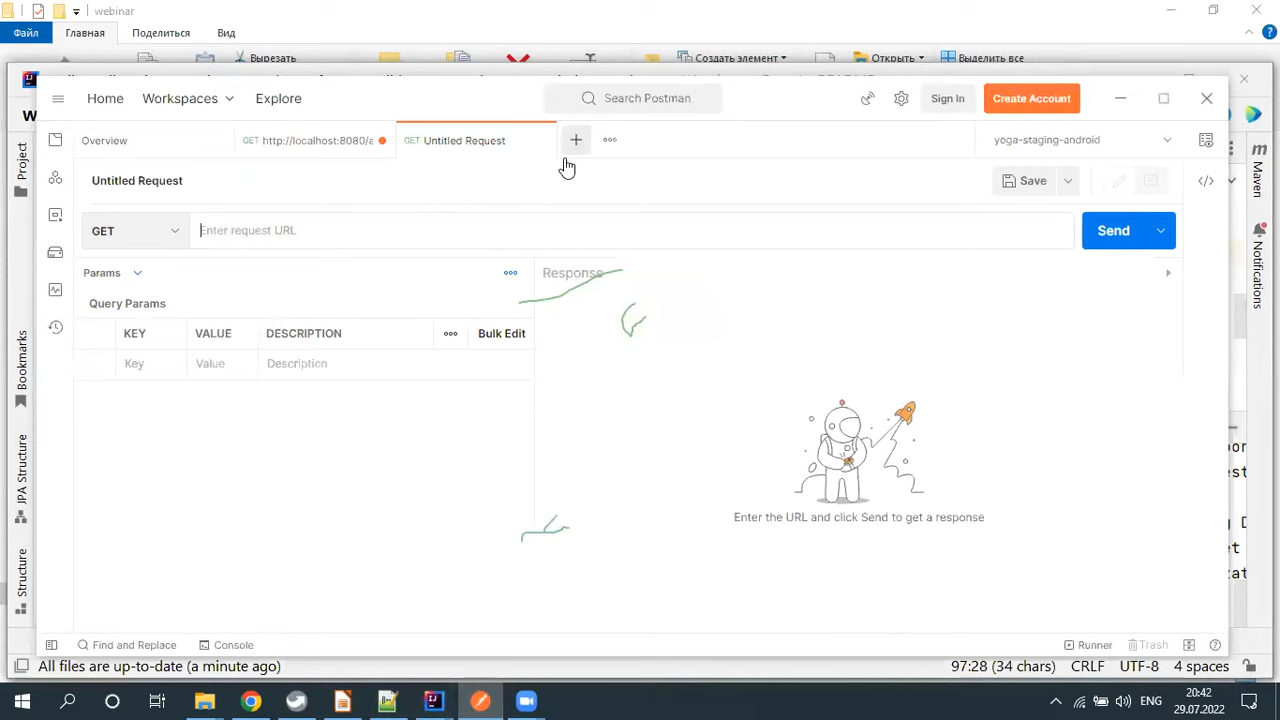 webinar
Файл Главная Поделиться Вид
Вырезать Создать элемент Открыть Выделить все
Home Workspaces Explore Search Postman Sign In Create Account
Overview GET http://localhost:8080/a GET Untitled Request yoga-staging-android
Untitled Request Save
GET Enter request URL Send
Params Response
Query Params
KEY VALUE DESCRIPTION Bulk Edit
Key Value Description
Enter the URL and click Send to get a response
Find and Replace Console Runner Trash
Project
Bookmarks
JPA Structure
Structure
Maven
Notifications
All files are up-to-date (a minute ago) 97:28 (34 chars) CRLF UTF-8 4 spaces
ENG 20:42
29.07.2022